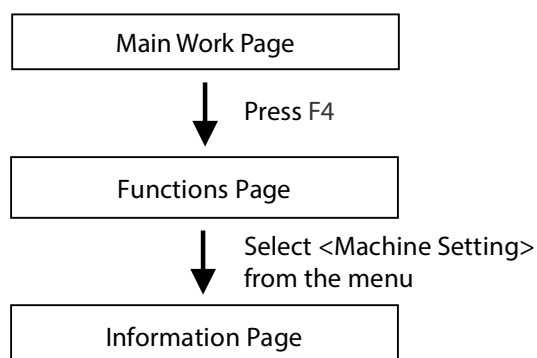 Main Work Page
Press F4
Functions Page
Select <Machine Setting>
from the menu
Information Page